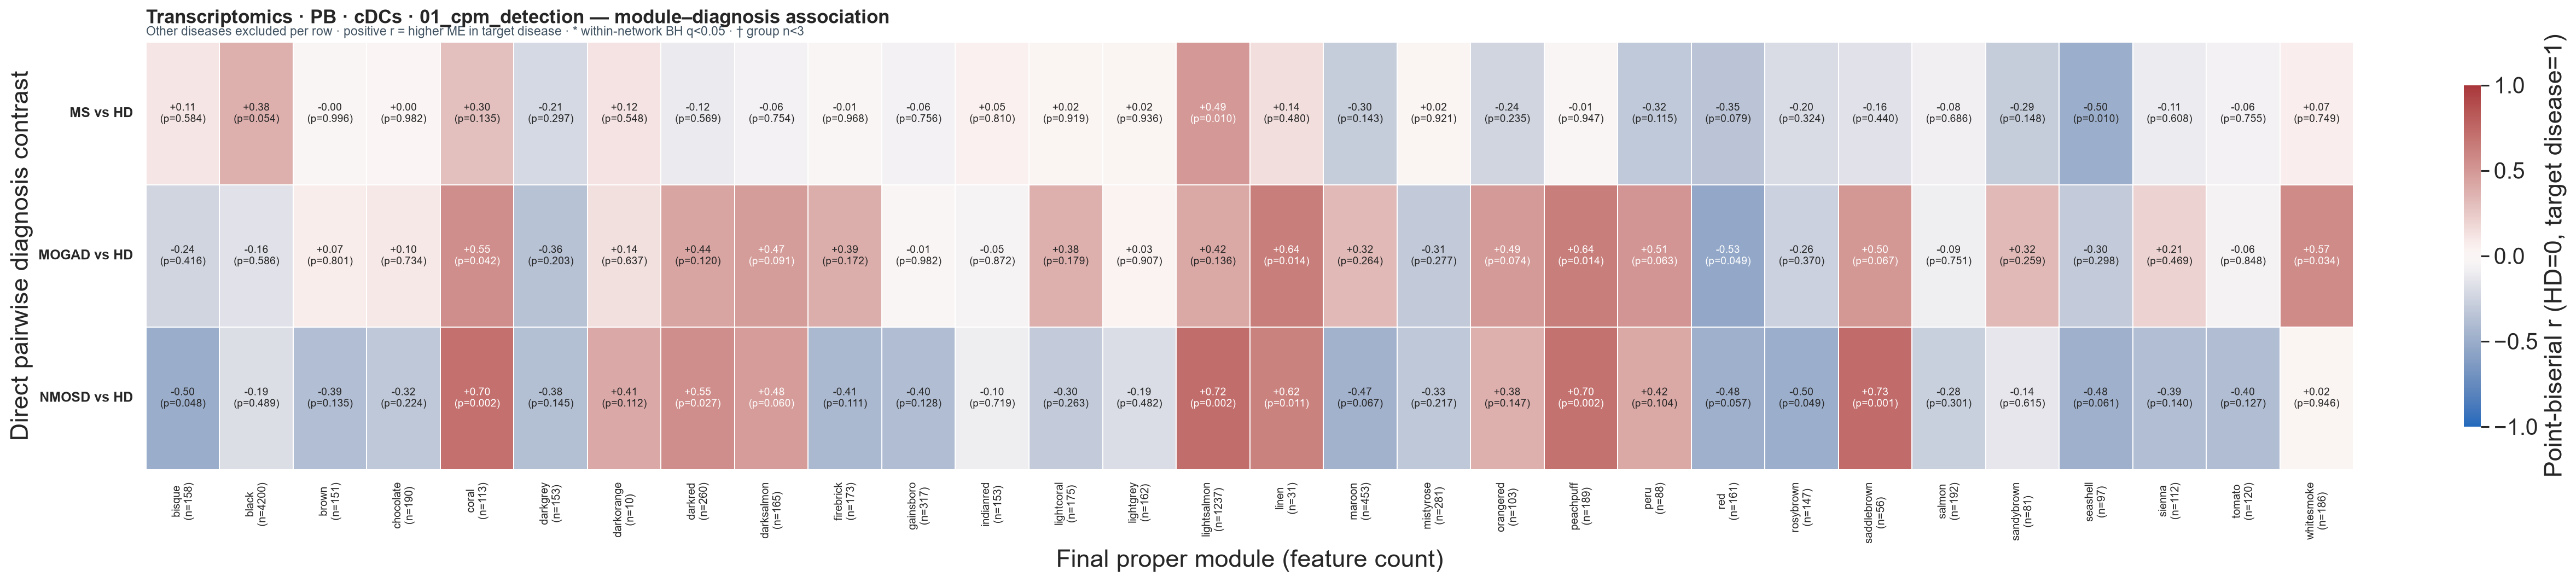 Transcriptomics · PB · cDCs · 01_cpm_detection — module–diagnosis association
Other diseases excluded per row · positive r = higher ME in target disease · * within-network BH q<0.05 · † group n<3
Direct pairwise diagnosis contrast
MS vs HD
+0.11 +0.38 -0.00 +0.00 +0.30 -0.21 +0.12 -0.12 -0.06 -0.01 -0.06 +0.05 +0.02 +0.02 +0.49 +0.14 -0.30 +0.02 -0.24 -0.01 -0.32 -0.35 -0.20 -0.16 -0.08 -0.29 -0.50 -0.11 -0.06 +0.07
(p=0.584) (p=0.054) (p=0.996) (p=0.982) (p=0.135) (p=0.297) (p=0.548) (p=0.569) (p=0.754) (p=0.968) (p=0.756) (p=0.810) (p=0.919) (p=0.936) (p=0.010) (p=0.480) (p=0.143) (p=0.921) (p=0.235) (p=0.947) (p=0.115) (p=0.079) (p=0.324) (p=0.440) (p=0.686) (p=0.148) (p=0.010) (p=0.608) (p=0.755) (p=0.749)
MOGAD vs HD
-0.24 -0.16 +0.07 +0.10 +0.55 -0.36 +0.14 +0.44 +0.47 +0.39 -0.01 -0.05 +0.38 +0.03 +0.42 +0.64 +0.32 -0.31 +0.49 +0.64 +0.51 -0.53 -0.26 +0.50 -0.09 +0.32 -0.30 +0.21 -0.06 +0.57
(p=0.416) (p=0.586) (p=0.801) (p=0.734) (p=0.042) (p=0.203) (p=0.637) (p=0.120) (p=0.091) (p=0.172) (p=0.982) (p=0.872) (p=0.179) (p=0.907) (p=0.136) (p=0.014) (p=0.264) (p=0.277) (p=0.074) (p=0.014) (p=0.063) (p=0.049) (p=0.370) (p=0.067) (p=0.751) (p=0.259) (p=0.298) (p=0.469) (p=0.848) (p=0.034)
NMOSD vs HD
-0.50 -0.19 -0.39 -0.32 +0.70 -0.38 +0.41 +0.55 +0.48 -0.41 -0.40 -0.10 -0.30 -0.19 +0.72 +0.62 -0.47 -0.33 +0.38 +0.70 +0.42 -0.48 -0.50 +0.73 -0.28 -0.14 -0.48 -0.39 -0.40 +0.02
(p=0.048) (p=0.489) (p=0.135) (p=0.224) (p=0.002) (p=0.145) (p=0.112) (p=0.027) (p=0.060) (p=0.111) (p=0.128) (p=0.719) (p=0.263) (p=0.482) (p=0.002) (p=0.011) (p=0.067) (p=0.217) (p=0.147) (p=0.002) (p=0.104) (p=0.057) (p=0.049) (p=0.001) (p=0.301) (p=0.615) (p=0.061) (p=0.140) (p=0.127) (p=0.946)
bisque
(n=158)
black
(n=4200)
brown
(n=151)
chocolate
(n=190)
coral
(n=113)
darkgrey
(n=153)
darkorange
(n=10)
darkred
(n=260)
darksalmon
(n=165)
firebrick
(n=173)
gainsboro
(n=317)
indianred
(n=153)
lightcoral
(n=175)
lightgrey
(n=162)
lightsalmon
(n=1237)
linen
(n=31)
maroon
(n=453)
mistyrose
(n=281)
orangered
(n=103)
peachpuff
(n=189)
peru
(n=88)
red
(n=161)
rosybrown
(n=147)
saddlebrown
(n=56)
salmon
(n=192)
sandybrown
(n=81)
seashell
(n=97)
sienna
(n=112)
tomato
(n=120)
whitesmoke
(n=186)
Final proper module (feature count)
1.0
0.5
0.0
−0.5
−1.0
Point-biserial r (HD=0, target disease=1)